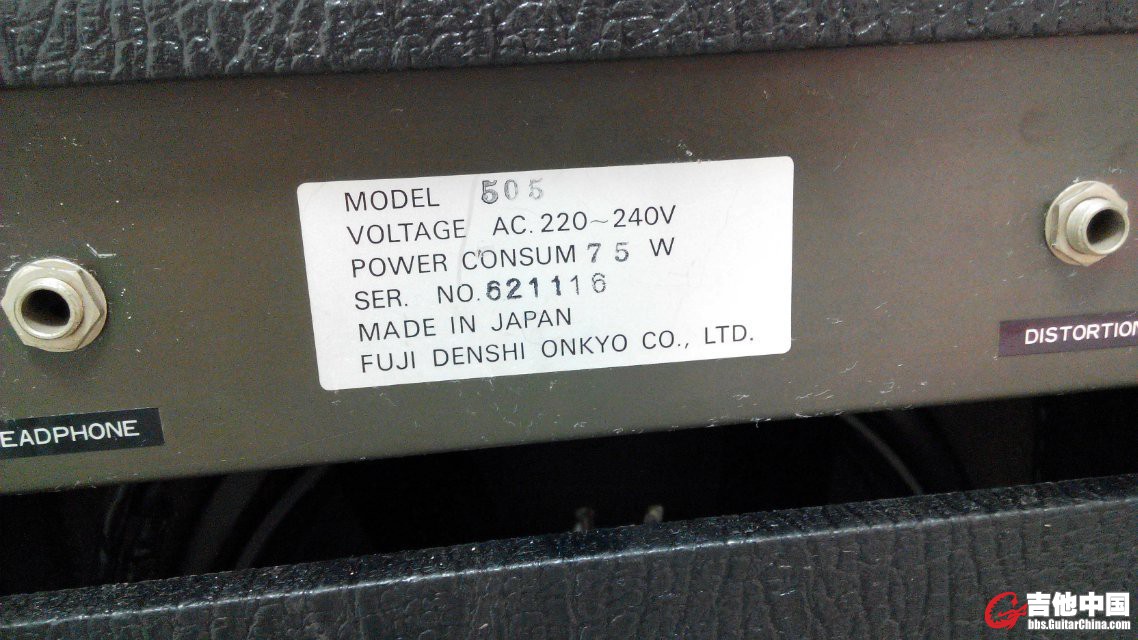 MODEL 505
VOLTAGE AC. 220~240V
POWER CONSUM 75 W
SER. NO. 621116
MADE IN JAPAN
FUJI DENSHI ONKYO CO., LTD.
DISTORTION
EADPHONE
吉他中国
bbs.GuitarChina.com